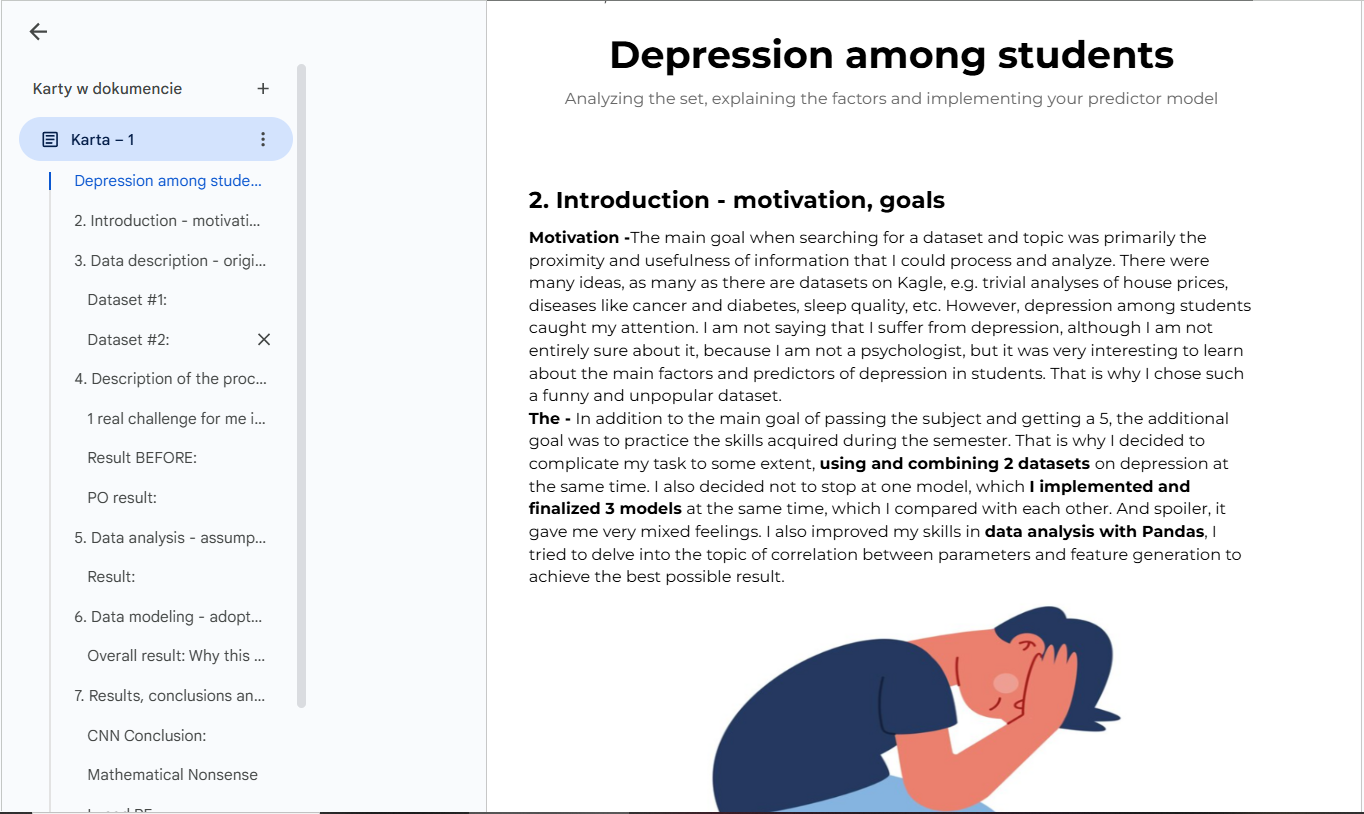 Karty w dokumencie
Karta – 1
Depression among stude...
2. Introduction - motivati...
3. Data description - origi...
Dataset #1:
Dataset #2:
4. Description of the proc...
1 real challenge for me i...
Result BEFORE:
PO result:
5. Data analysis - assump...
Result:
6. Data modeling - adopt...
Overall result: Why this ...
7. Results, conclusions an...
CNN Conclusion:
Mathematical Nonsense
Depression among students
Analyzing the set, explaining the factors and implementing your predictor model
2. Introduction - motivation, goals
Motivation -The main goal when searching for a dataset and topic was primarily the
proximity and usefulness of information that I could process and analyze. There were
many ideas, as many as there are datasets on Kagle, e.g. trivial analyses of house prices,
diseases like cancer and diabetes, sleep quality, etc. However, depression among students
caught my attention. I am not saying that I suffer from depression, although I am not
entirely sure about it, because I am not a psychologist, but it was very interesting to learn
about the main factors and predictors of depression in students. That is why I chose such
a funny and unpopular dataset.
The - In addition to the main goal of passing the subject and getting a 5, the additional
goal was to practice the skills acquired during the semester. That is why I decided to
complicate my task to some extent, using and combining 2 datasets on depression at
the same time. I also decided not to stop at one model, which I implemented and
finalized 3 models at the same time, which I compared with each other. And spoiler, it
gave me very mixed feelings. I also improved my skills in data analysis with Pandas, I
tried to delve into the topic of correlation between parameters and feature generation to
achieve the best possible result.